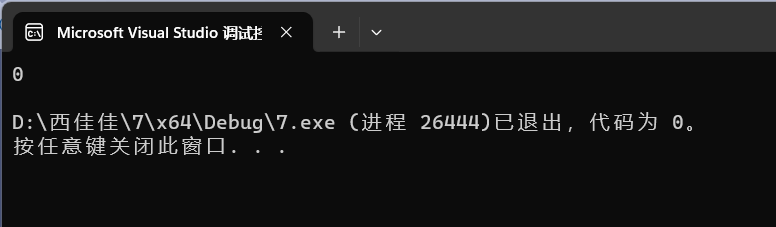 Microsoft Visual Studio 调试控
0
D:\西佳佳\7\x64\Debug\7.exe (进程 26444)已退出，代码为 0。
按任意键关闭此窗口. . .